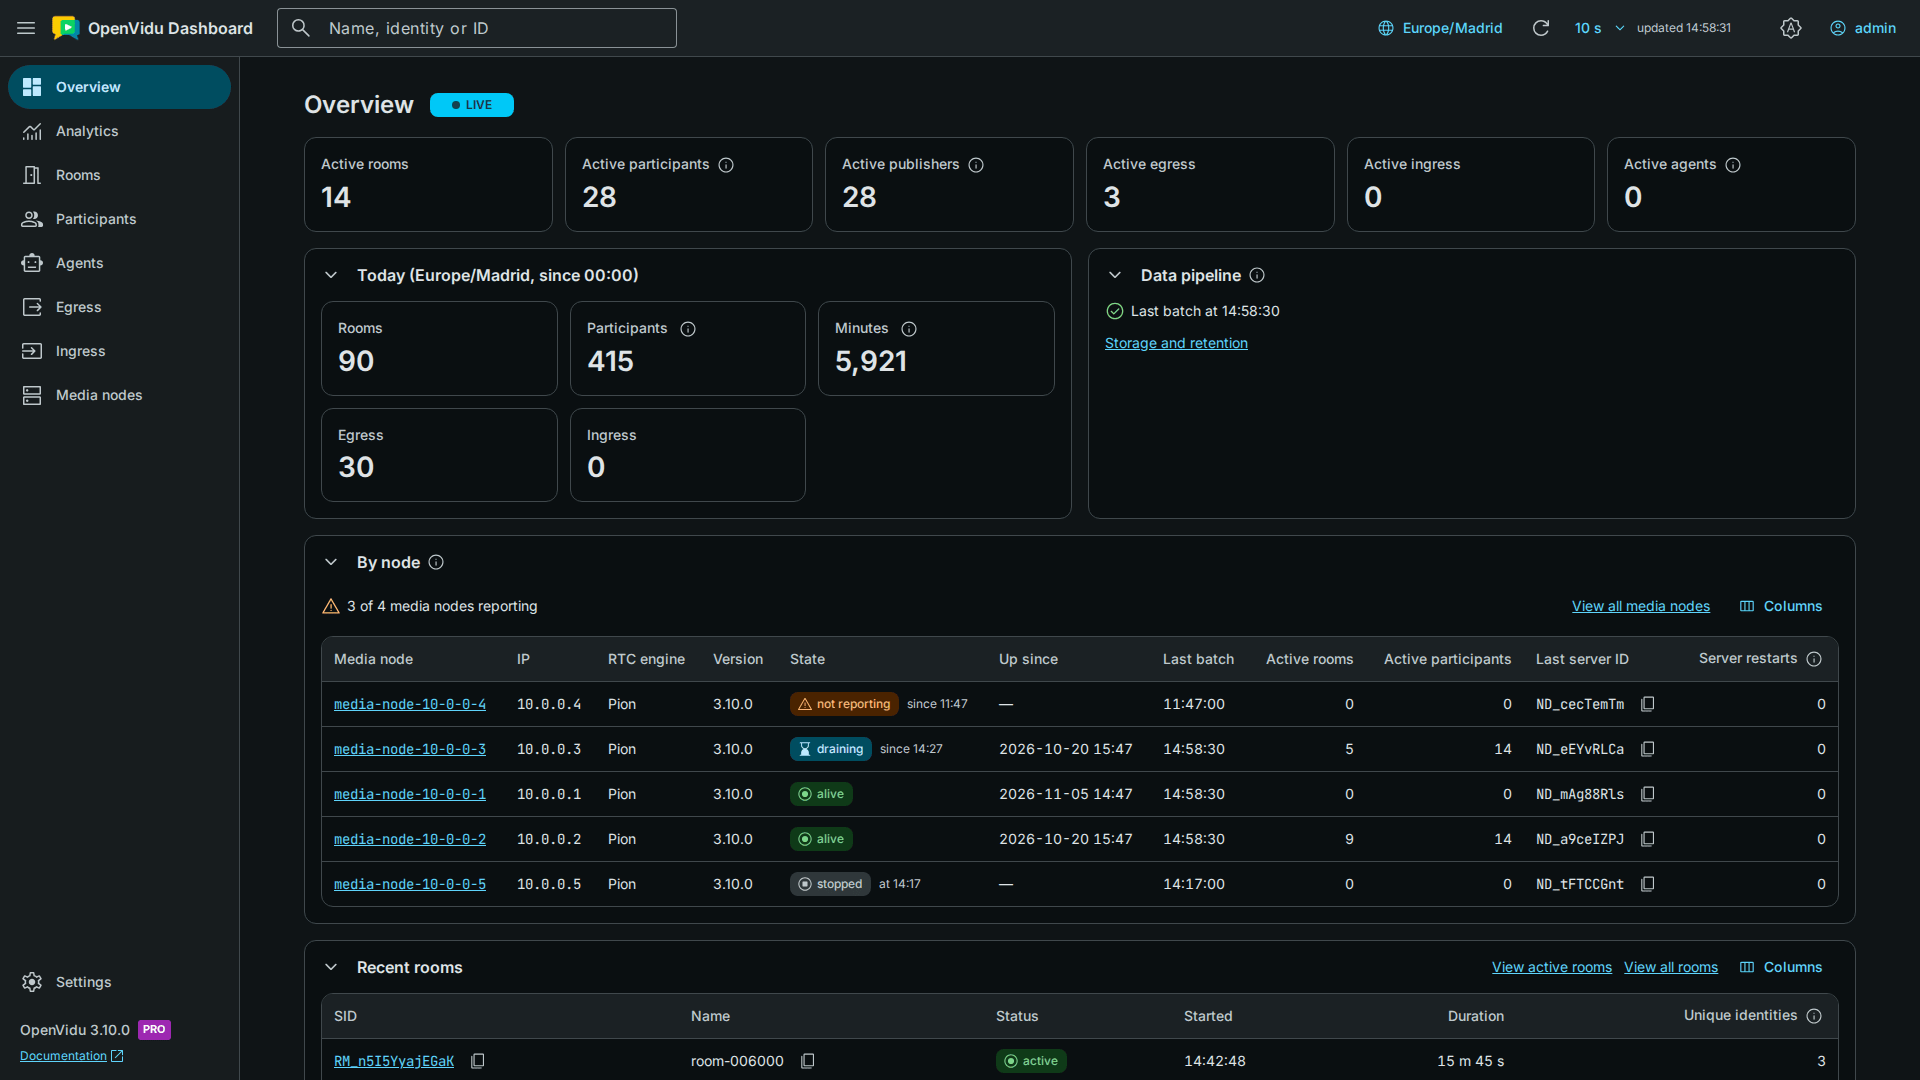 OpenVidu Dashboard
Name, identity or ID
Europe/Madrid
10 s
updated 14:58:31
admin
Overview
Analytics
Rooms
Participants
Agents
Egress
Ingress
Media nodes
Settings
OpenVidu 3.10.0 PRO
Documentation
Overview LIVE
Active rooms
14
Active participants
28
Active publishers
28
Active egress
3
Active ingress
0
Active agents
0
Today (Europe/Madrid, since 00:00)
Rooms
90
Participants
415
Minutes
5,921
Egress
30
Ingress
0
Data pipeline
Last batch at 14:58:30
Storage and retention
By node
3 of 4 media nodes reporting
View all media nodes
Columns
Media node IP RTC engine Version State Up since Last batch Active rooms Active participants Last server ID Server restarts
media-node-10-0-0-4 10.0.0.4 Pion 3.10.0 not reporting since 11:47 — 11:47:00 0 0 ND_cecTemTm 0
media-node-10-0-0-3 10.0.0.3 Pion 3.10.0 draining since 14:27 2026-10-20 15:47 14:58:30 5 14 ND_eEYvRLCa 0
media-node-10-0-0-1 10.0.0.1 Pion 3.10.0 alive 2026-11-05 14:47 14:58:30 0 0 ND_mAg88Rls 0
media-node-10-0-0-2 10.0.0.2 Pion 3.10.0 alive 2026-10-20 15:47 14:58:30 9 14 ND_a9ceIZPJ 0
media-node-10-0-0-5 10.0.0.5 Pion 3.10.0 stopped at 14:17 — 14:17:00 0 0 ND_tFTCCGnt 0
Recent rooms
View active rooms
View all rooms
Columns
SID Name Status Started Duration Unique identities
RM_n5I5YyajEGaK room-006000 active 14:42:48 15 m 45 s 3